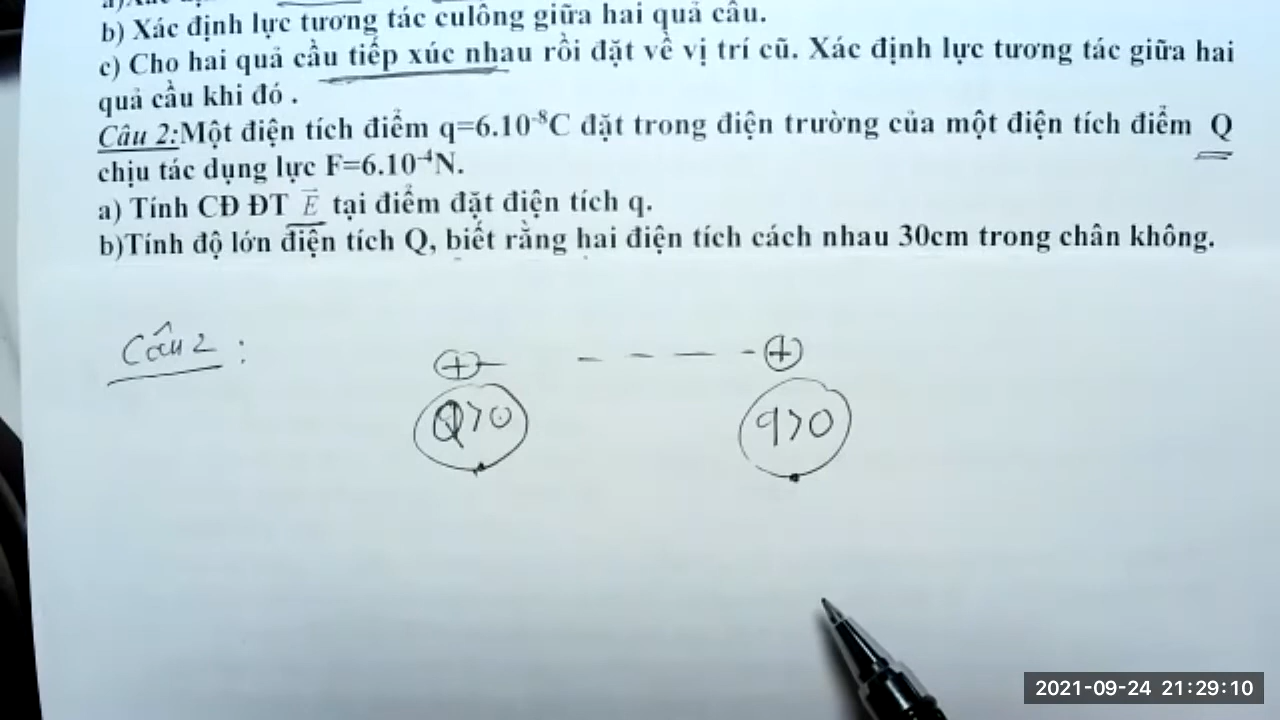 b) Xác định lực tương tác culông giữa hai quả cầu.
c) Cho hai quả cầu tiếp xúc nhau rồi đặt về vị trí cũ. Xác định lực tương tác giữa hai
quả cầu khi đó .
Câu 2:Một điện tích điểm q=6.10⁻⁸C đặt trong điện trường của một điện tích điểm Q
chịu tác dụng lực F=6.10⁻⁴N.
a) Tính CĐ ĐT E⃗ tại điểm đặt điện tích q.
b)Tính độ lớn điện tích Q, biết rằng hai điện tích cách nhau 30cm trong chân không.
Câu 2 :
+ +
Q>0 q>0
2021-09-24 21:29:10